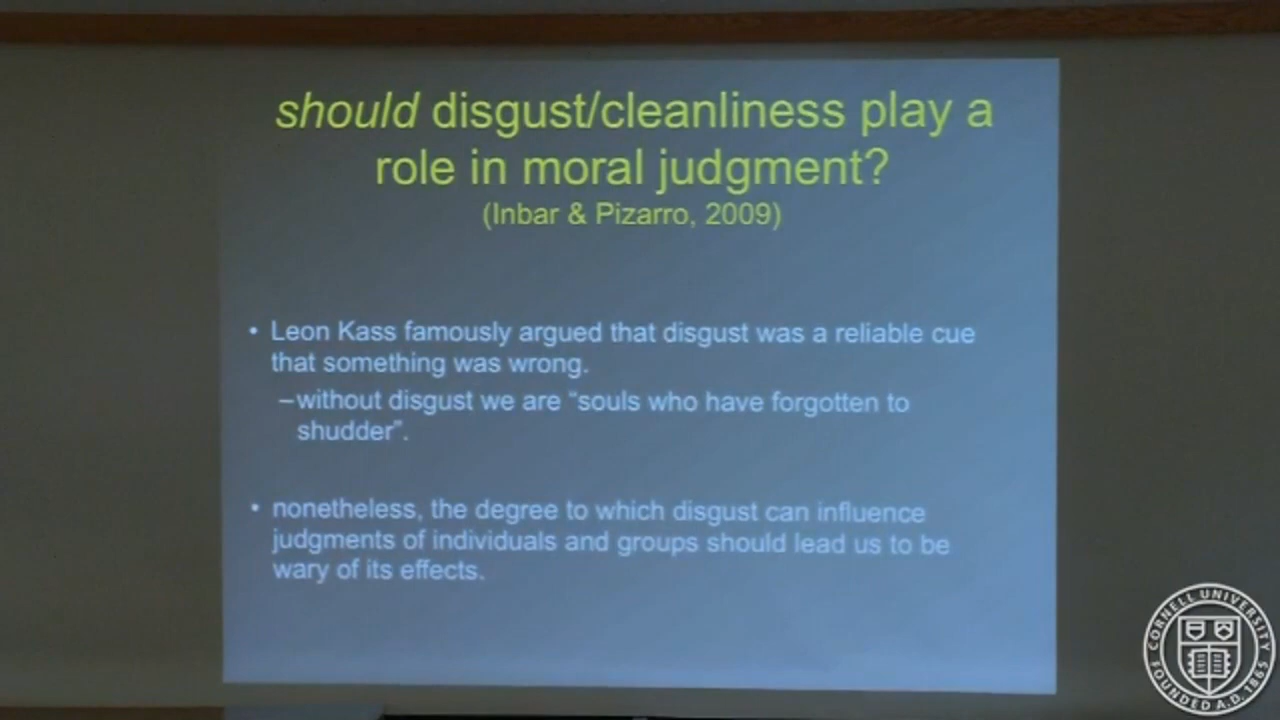 should disgust/cleanliness play a
role in moral judgment?
(Inbar & Pizarro, 2009)
• Leon Kass famously argued that disgust was a reliable cue
that something was wrong.
–without disgust we are “souls who have forgotten to
shudder”.
• nonetheless, the degree to which disgust can influence
judgments of individuals and groups should lead us to be
wary of its effects.
CORNELL UNIVERSITY
FOUNDED A.D. 1865